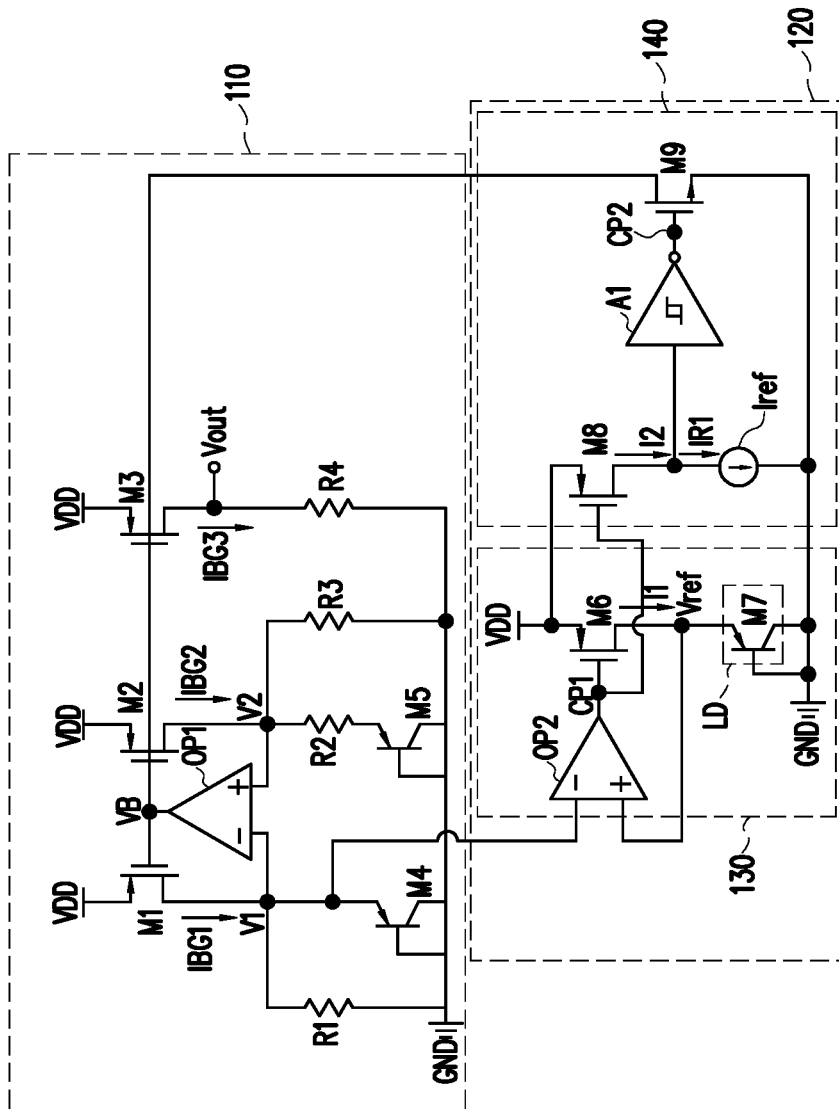 110
VDD
VDD
VDD
M1
VB
M2
M3
OP1
IBG1
IBG2
IBG3
Vout
V1
V2
-
+
R1
R2
R3
R4
M4
M5
GND
130
120
140
VDD
OP2
-
+
CP1
M6
M8
I1
I2
Vref
IR1
Iref
A1
CP2
M9
LD
M7
GND